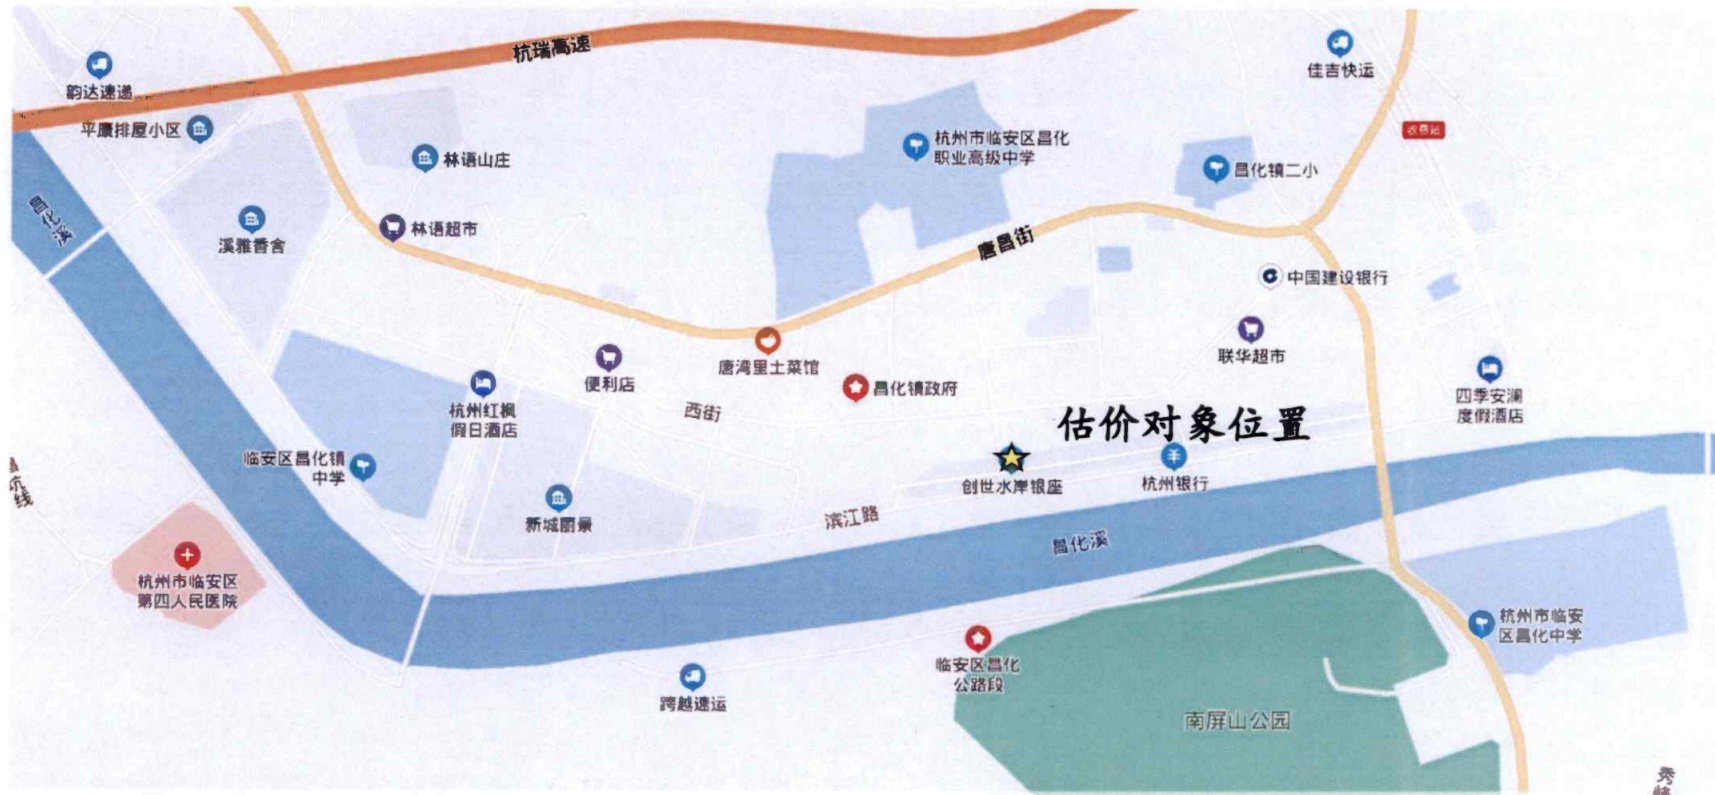 杭瑞高速
韵达速递
佳吉快运
平廉排屋小区
收费站
林语山庄
杭州市临安区昌化
职业高级中学
昌化镇二小
昌化溪
溪雅香舍
林语超市
唐昌街
中国建设银行
联华超市
唐湾里土菜馆
便利店
昌化镇政府
四季安澜
度假酒店
杭州红枫
假日酒店
西街
估价对象位置
临安区昌化镇
中学
创世水岸银座
杭州银行
新城丽景
滨江路
昌化溪
杭州市临安区
第四人民医院
杭州市临安
区昌化中学
临安区昌化
公路段
跨越速运
南屏山公园